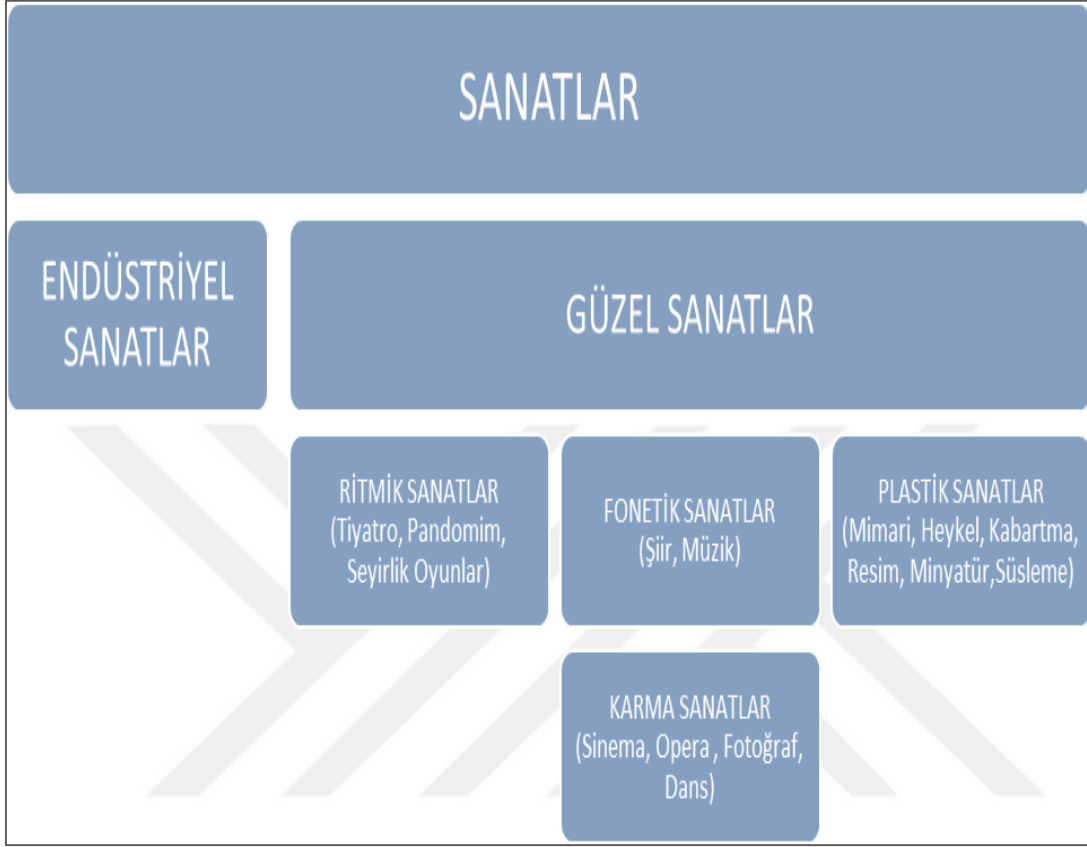 SANATLAR
ENDÜSTRİYEL
SANATLAR
GÜZEL SANATLAR
RİTMİK SANATLAR
(Tiyatro, Pandomim,
Seyirlik Oyunlar)
FONETİK SANATLAR
(Şiir, Müzik)
PLASTİK SANATLAR
(Mimari, Heykel, Kabartma,
Resim, Minyatür,Süsleme)
KARMA SANATLAR
(Sinema, Opera , Fotoğraf,
Dans)